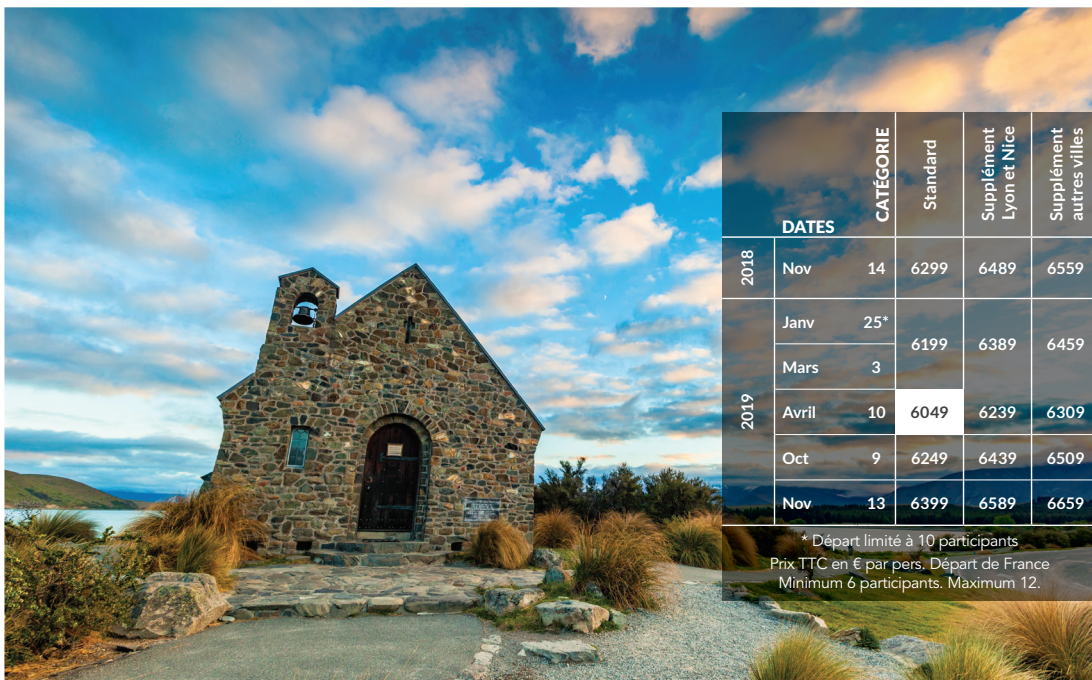 DATES CATÉGORIE Standard Supplément Lyon et Nice Supplément autres villes
2018 Nov 14 6299 6489 6559
2019 Janv 25* 6199 6389 6459
Mars 3
Avril 10 6049 6239 6309
Oct 9 6249 6439 6509
Nov 13 6399 6589 6659
* Départ limité à 10 participants
Prix TTC en € par pers. Départ de France
Minimum 6 participants. Maximum 12.